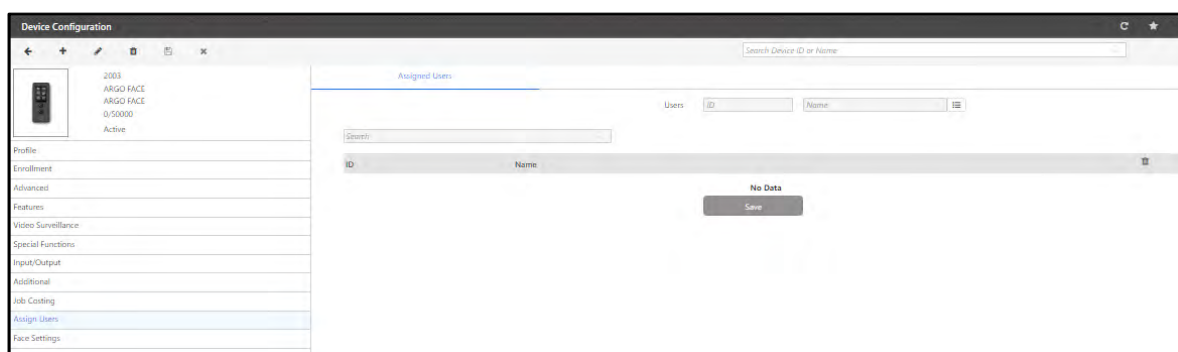 Device Configuration
Search Device ID or Name
2003
ARGO FACE
ARGO FACE
0/50000
Active
Profile
Enrollment
Advanced
Features
Video Surveillance
Special Functions
Input/Output
Additional
Job Costing
Assign Users
Face Settings
Assigned Users
Users ID Name
Search
ID Name
No Data
Save